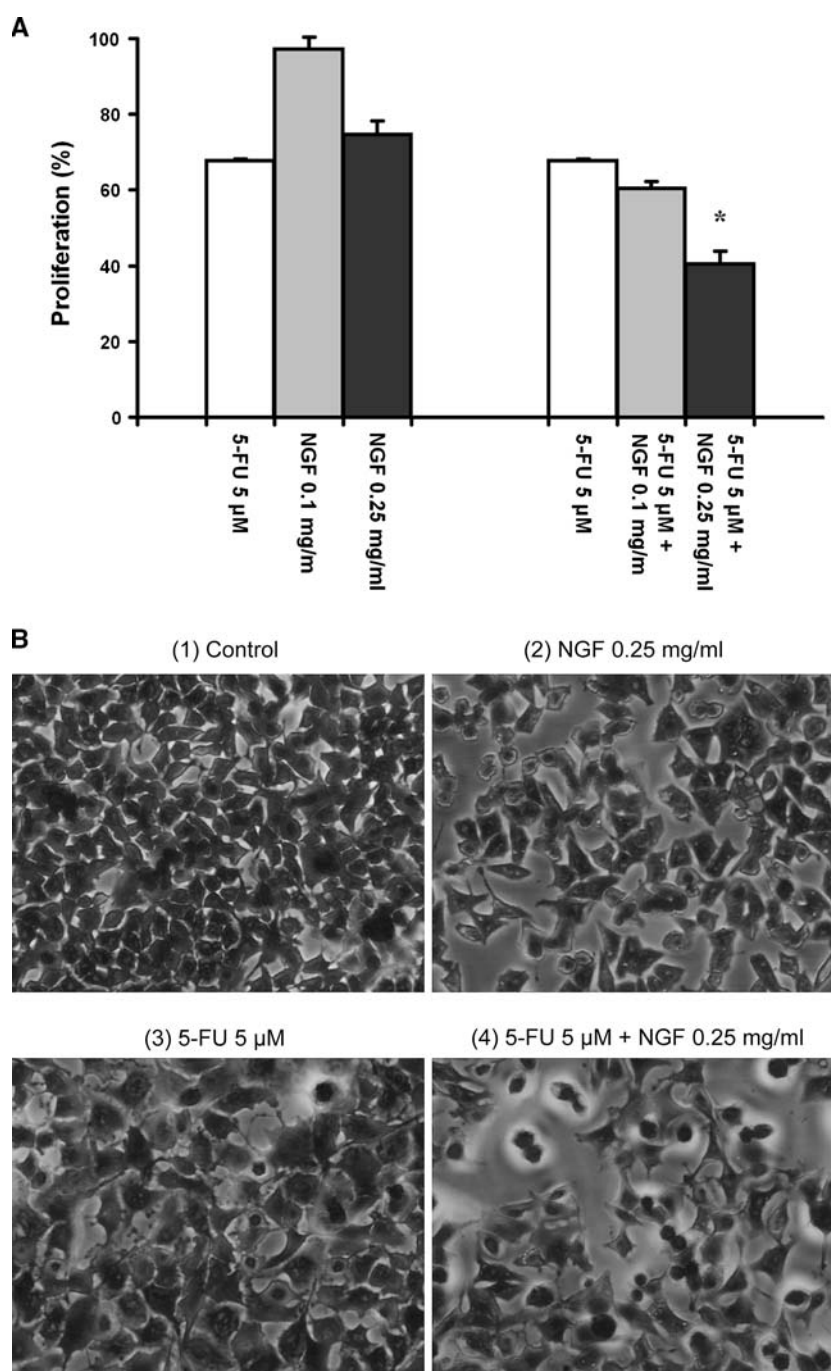 A
Proliferation (%)
100
80
60
40
20
0
*
5-FU 5 µM
NGF 0.1 mg/m
NGF 0.25 mg/ml
5-FU 5 µM
5-FU 5 µM +
NGF 0.1 mg/m
5-FU 5 µM +
NGF 0.25 mg/ml
B
(1) Control
(2) NGF 0.25 mg/ml
(3) 5-FU 5 µM
(4) 5-FU 5 µM + NGF 0.25 mg/ml